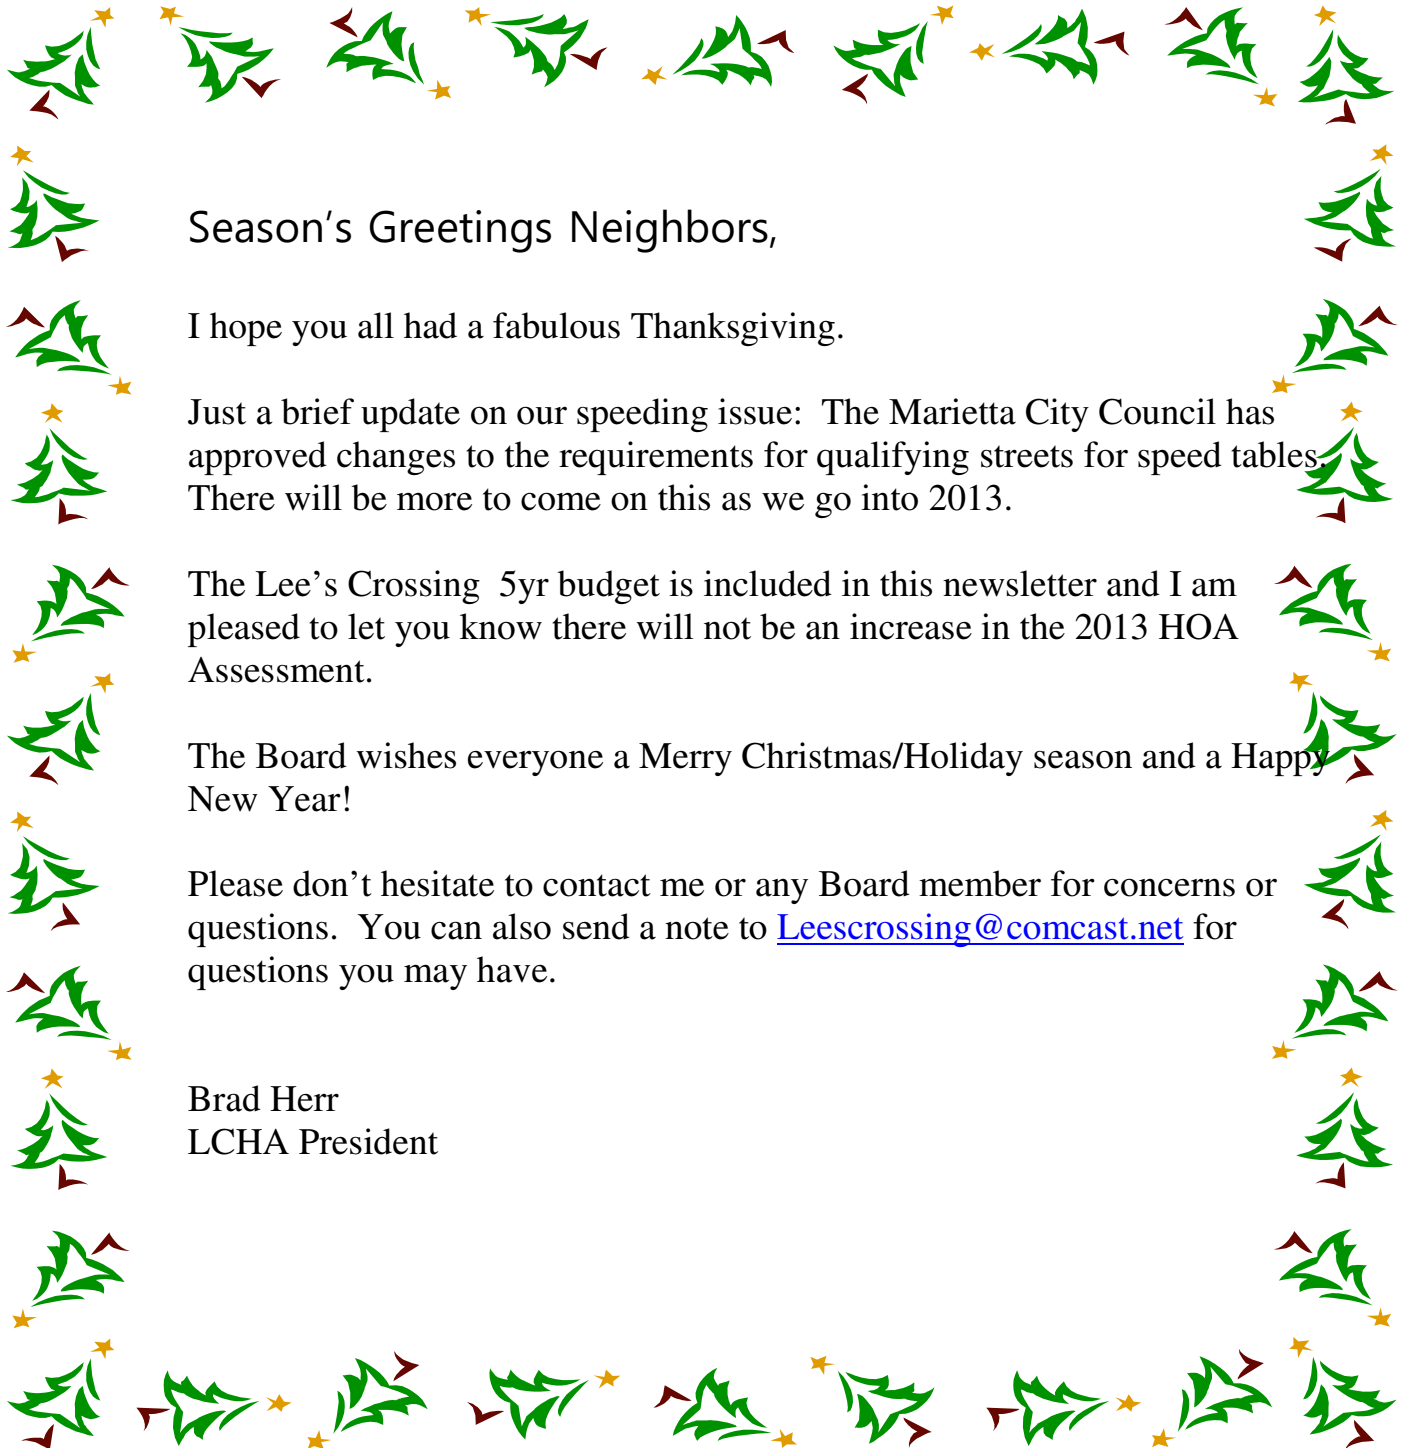 Season’s Greetings Neighbors,
I hope you all had a fabulous Thanksgiving.
Just a brief update on our speeding issue:  The Marietta City Council has
approved changes to the requirements for qualifying streets for speed tables.
There will be more to come on this as we go into 2013.
The Lee’s Crossing  5yr budget is included in this newsletter and I am
pleased to let you know there will not be an increase in the 2013 HOA
Assessment.
The Board wishes everyone a Merry Christmas/Holiday season and a Happy
New Year!
Please don’t hesitate to contact me or any Board member for concerns or
questions.  You can also send a note to Leescrossing@comcast.net for
questions you may have.
Brad Herr
LCHA President